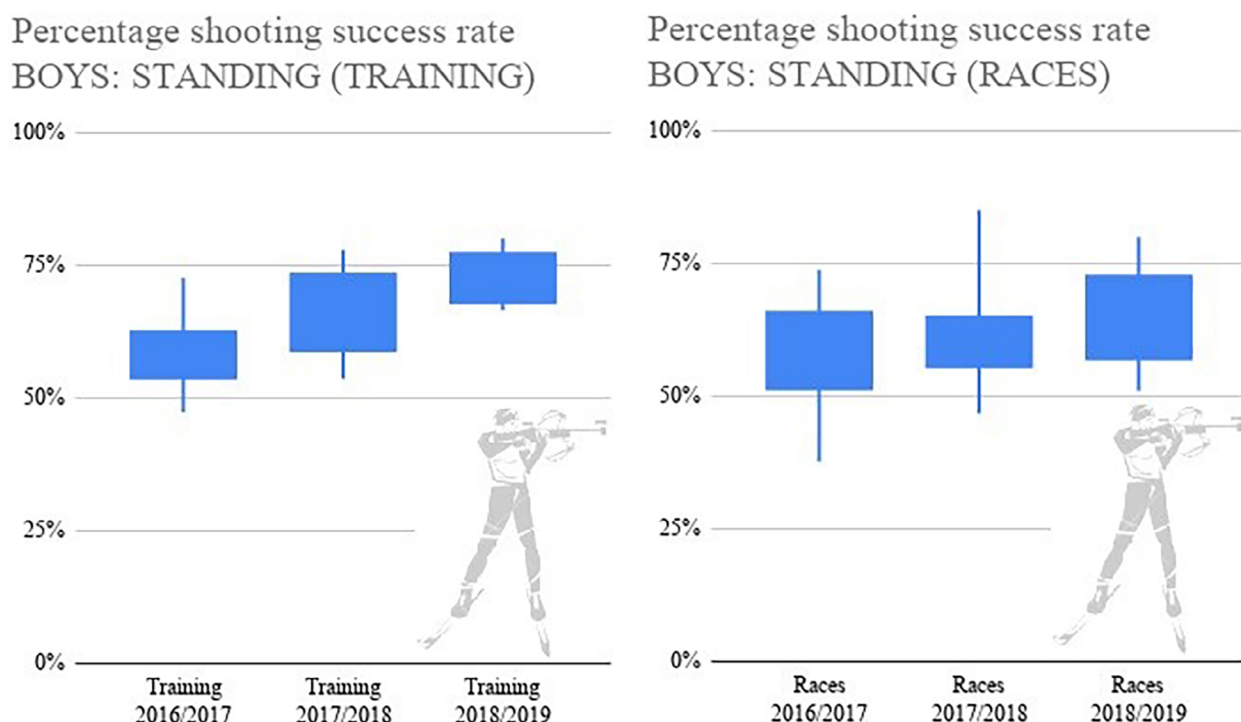 Percentage shooting success rate
BOYS: STANDING (TRAINING)
100%
75%
50%
25%
0%
Training
2016/2017
Training
2017/2018
Training
2018/2019
Percentage shooting success rate
BOYS: STANDING (RACES)
100%
75%
50%
25%
0%
Races
2016/2017
Races
2017/2018
Races
2018/2019